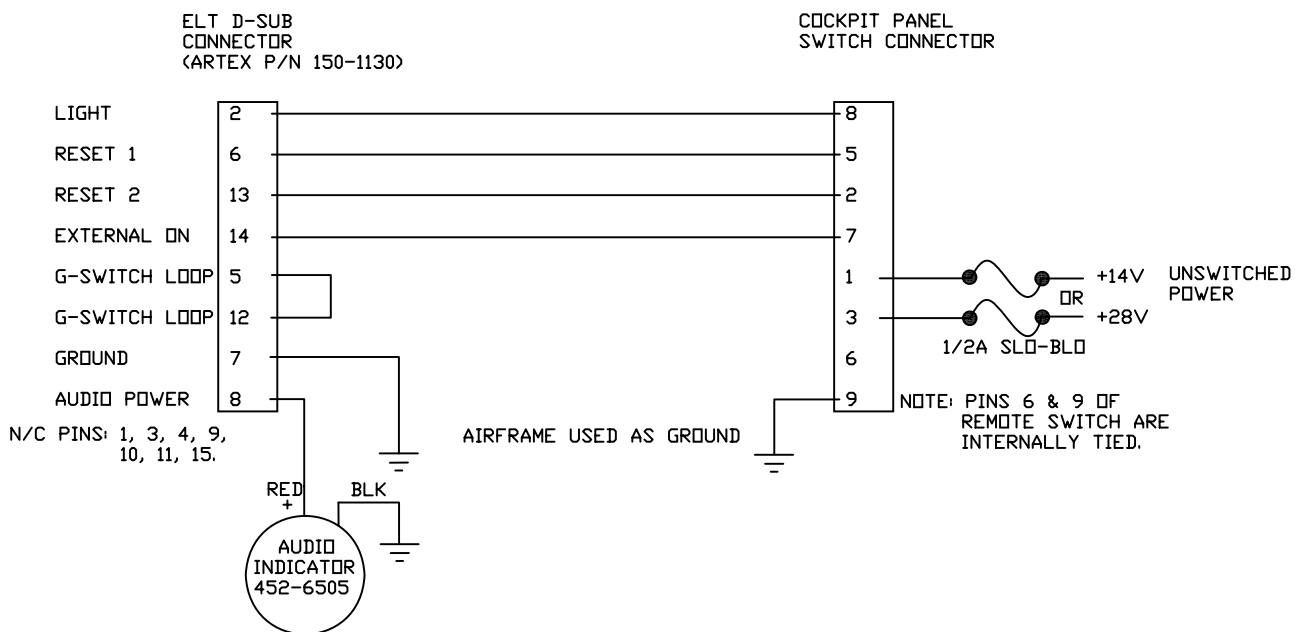 ELT D-SUB
CONNECTOR
(ARTEX P/N 150-1130)
COCKPIT PANEL
SWITCH CONNECTOR
LIGHT 2 8
RESET 1 6 5
RESET 2 13 2
EXTERNAL ON 14 7
G-SWITCH LOOP 5 1 +14V UNSWITCHED
OR POWER
G-SWITCH LOOP 12 3 +28V
1/2A SLO-BLO
GROUND 7 6
AUDIO POWER 8 9
N/C PINS: 1, 3, 4, 9,
10, 11, 15.
AIRFRAME USED AS GROUND
NOTE: PINS 6 & 9 OF
REMOTE SWITCH ARE
INTERNALLY TIED.
RED BLK
+
AUDIO
INDICATOR
452-6505